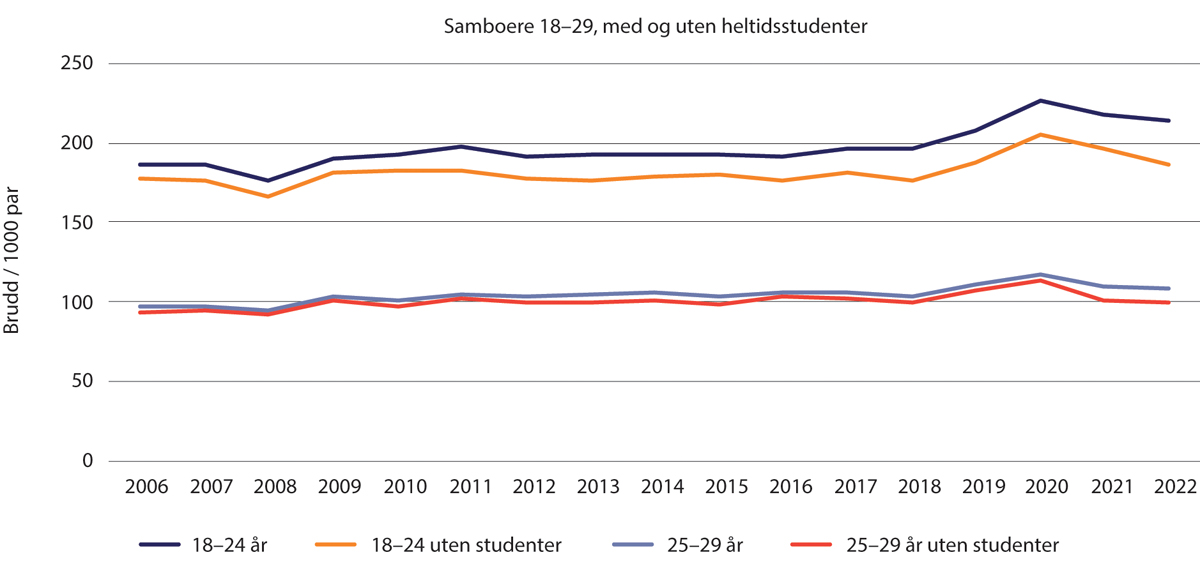 Samboere 18–29, med og uten heltidsstudenter
Brudd / 1000 par
250
200
150
100
50
0
2006 2007 2008 2009 2010 2011 2012 2013 2014 2015 2016 2017 2018 2019 2020 2021 2022
18–24 år 18–24 uten studenter 25–29 år 25–29 år uten studenter